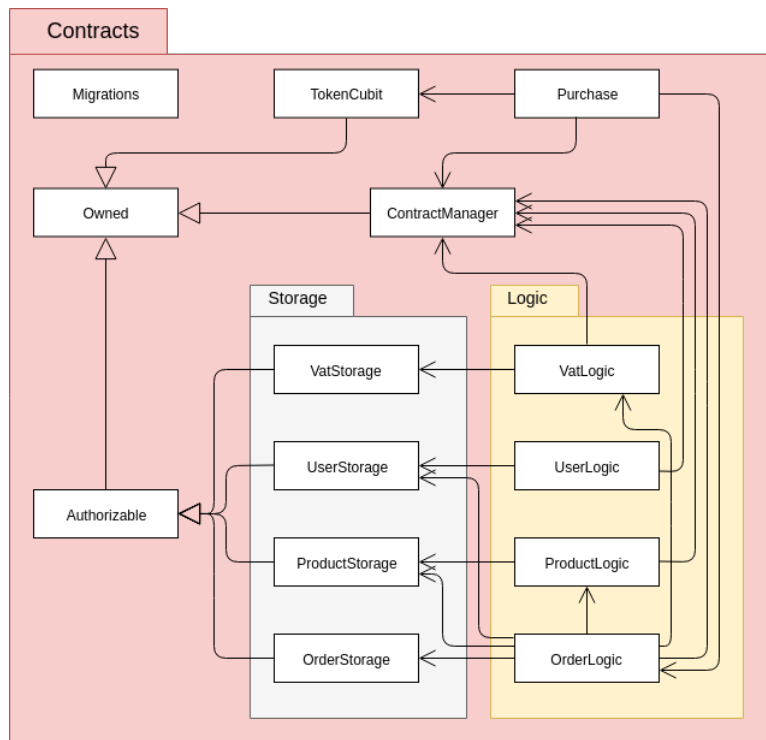 Contracts
Migrations
TokenCubit
Purchase
Owned
ContractManager
Storage
Logic
VatStorage
VatLogic
UserStorage
UserLogic
Authorizable
ProductStorage
ProductLogic
OrderStorage
OrderLogic